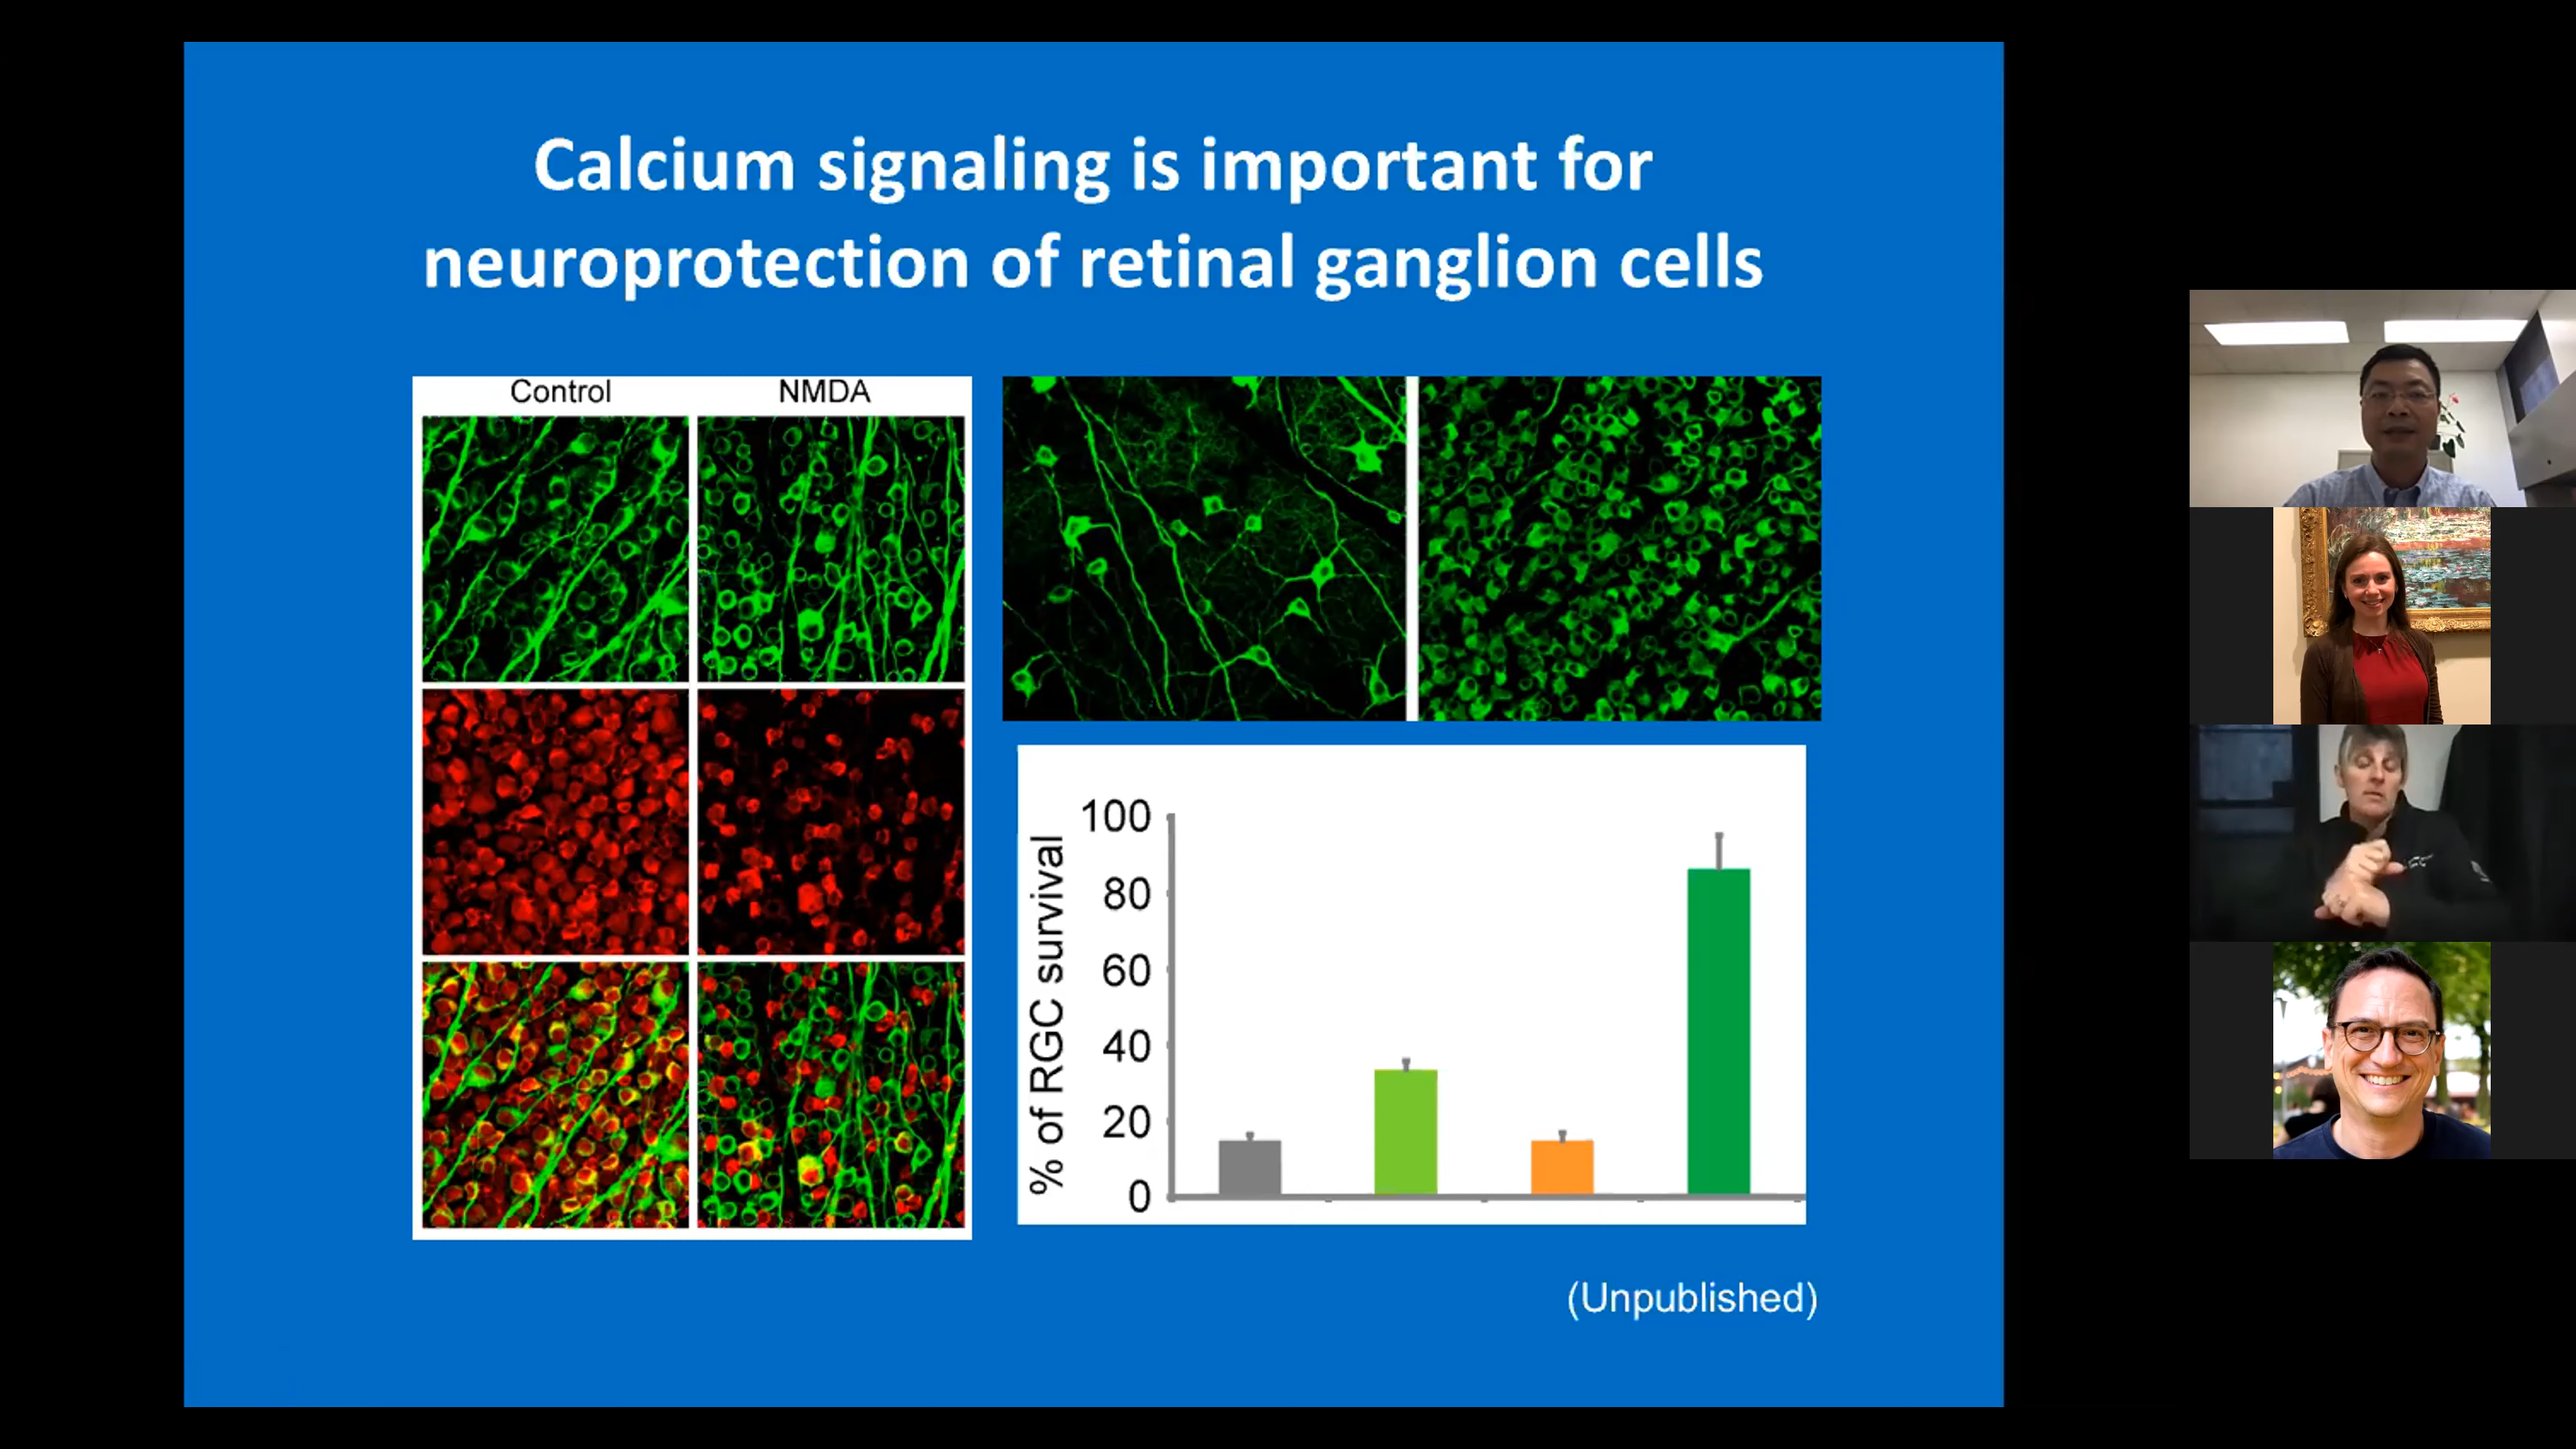 Calcium signaling is important for
neuroprotection of retinal ganglion cells
Control NMDA
% of RGC survival
100
80
60
40
20
0
(Unpublished)